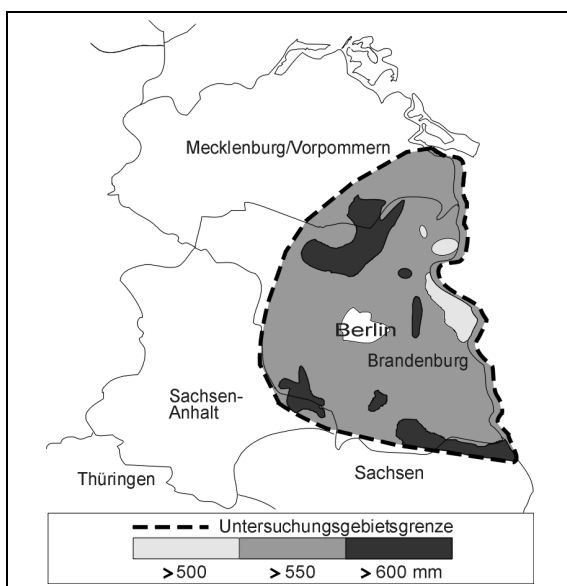 Mecklenburg/Vorpommern
Berlin
Brandenburg
Sachsen-
Anhalt
Thüringen
Sachsen
Untersuchungsgebietsgrenze
>500 >550 >600 mm